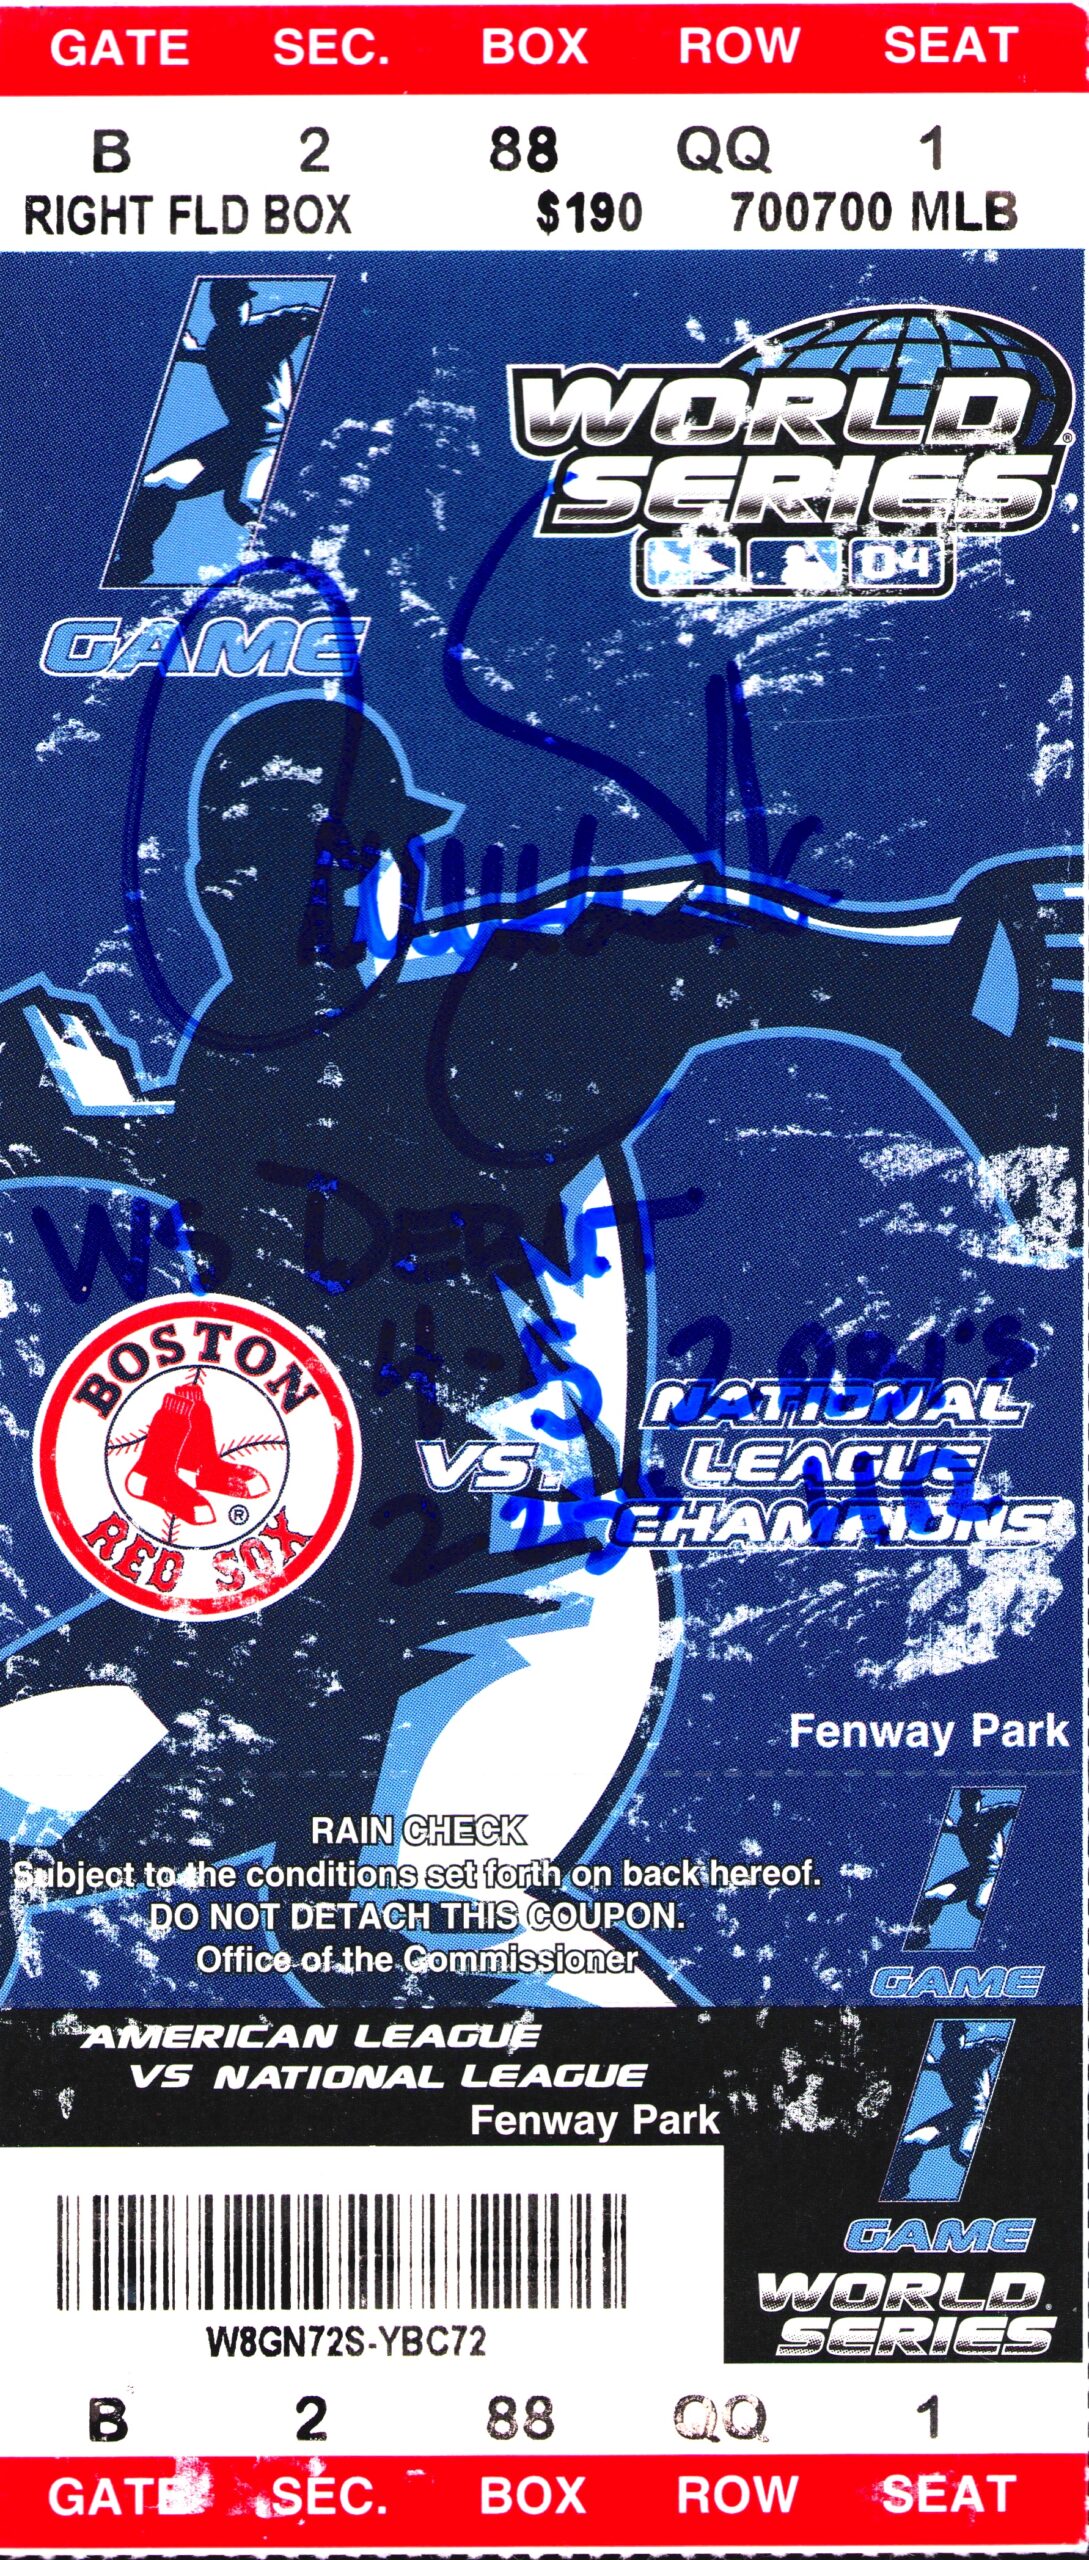 GATE SEC. BOX ROW SEAT
B 2 88 QQ 1
RIGHT FLD BOX $190 700700 MLB
WORLD
SERIES
04
GAME
WS DEBUT
4-5 2 RBI'S
BOSTON
RED SOX
®
VS.
NATIONAL
LEAGUE
CHAMPIONS
Fenway Park
RAIN CHECK
Subject to the conditions set forth on back hereof.
DO NOT DETACH THIS COUPON.
Office of the Commissioner
GAME
AMERICAN LEAGUE
VS NATIONAL LEAGUE
Fenway Park
GAME
WORLD
SERIES
W8GN72S-YBC72
B 2 88 QQ 1
GATE SEC. BOX ROW SEAT